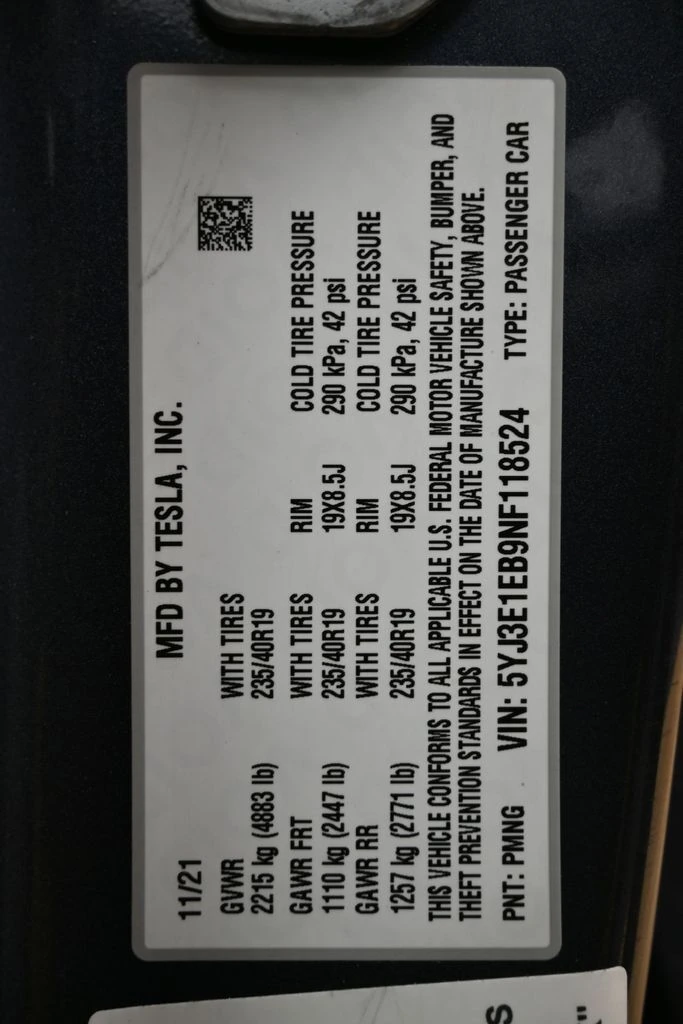 MFD BY TESLA, INC.
11/21
GVWR WITH TIRES
2215 kg (4883 lb) 235/40R19
GAWR FRT WITH TIRES RIM COLD TIRE PRESSURE
1110 kg (2447 lb) 235/40R19 19X8.5J 290 kPa, 42 psi
GAWR RR WITH TIRES RIM COLD TIRE PRESSURE
1257 kg (2771 lb) 235/40R19 19X8.5J 290 kPa, 42 psi
THIS VEHICLE CONFORMS TO ALL APPLICABLE U.S. FEDERAL MOTOR VEHICLE SAFETY, BUMPER, AND
THEFT PREVENTION STANDARDS IN EFFECT ON THE DATE OF MANUFACTURE SHOWN ABOVE.
PNT: PMNG VIN: 5YJ3E1EB9NF118524 TYPE: PASSENGER CAR